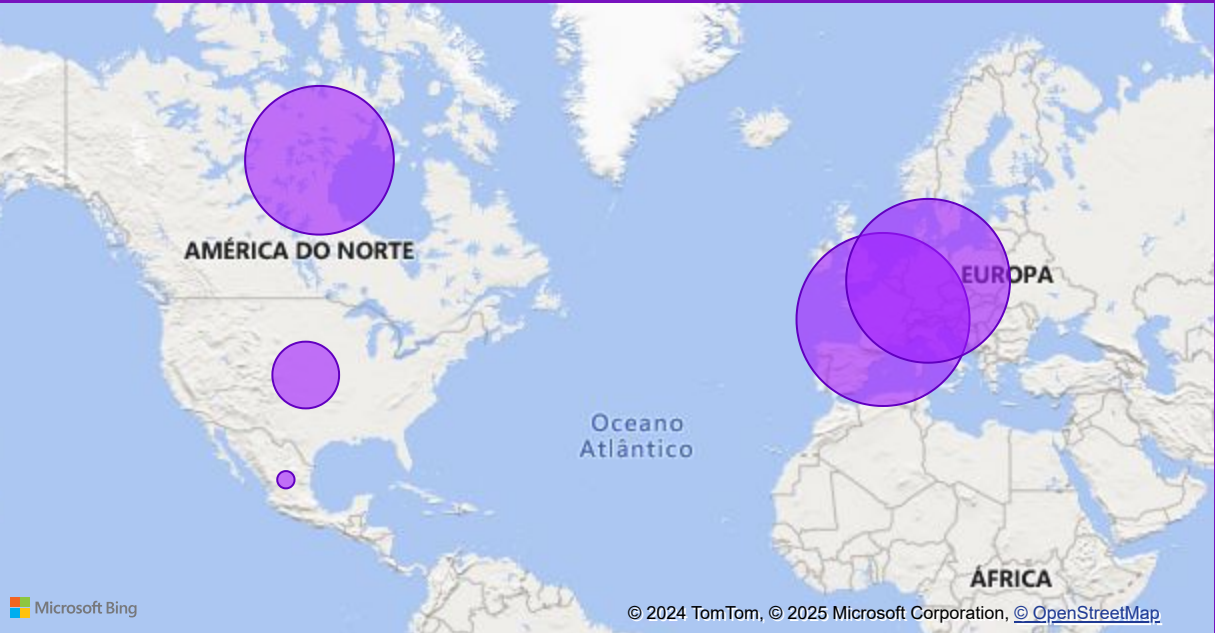 AMÉRICA DO NORTE
EUROPA
Oceano
Atlântico
ÁFRICA
Microsoft Bing
© 2024 TomTom, © 2025 Microsoft Corporation, © OpenStreetMap